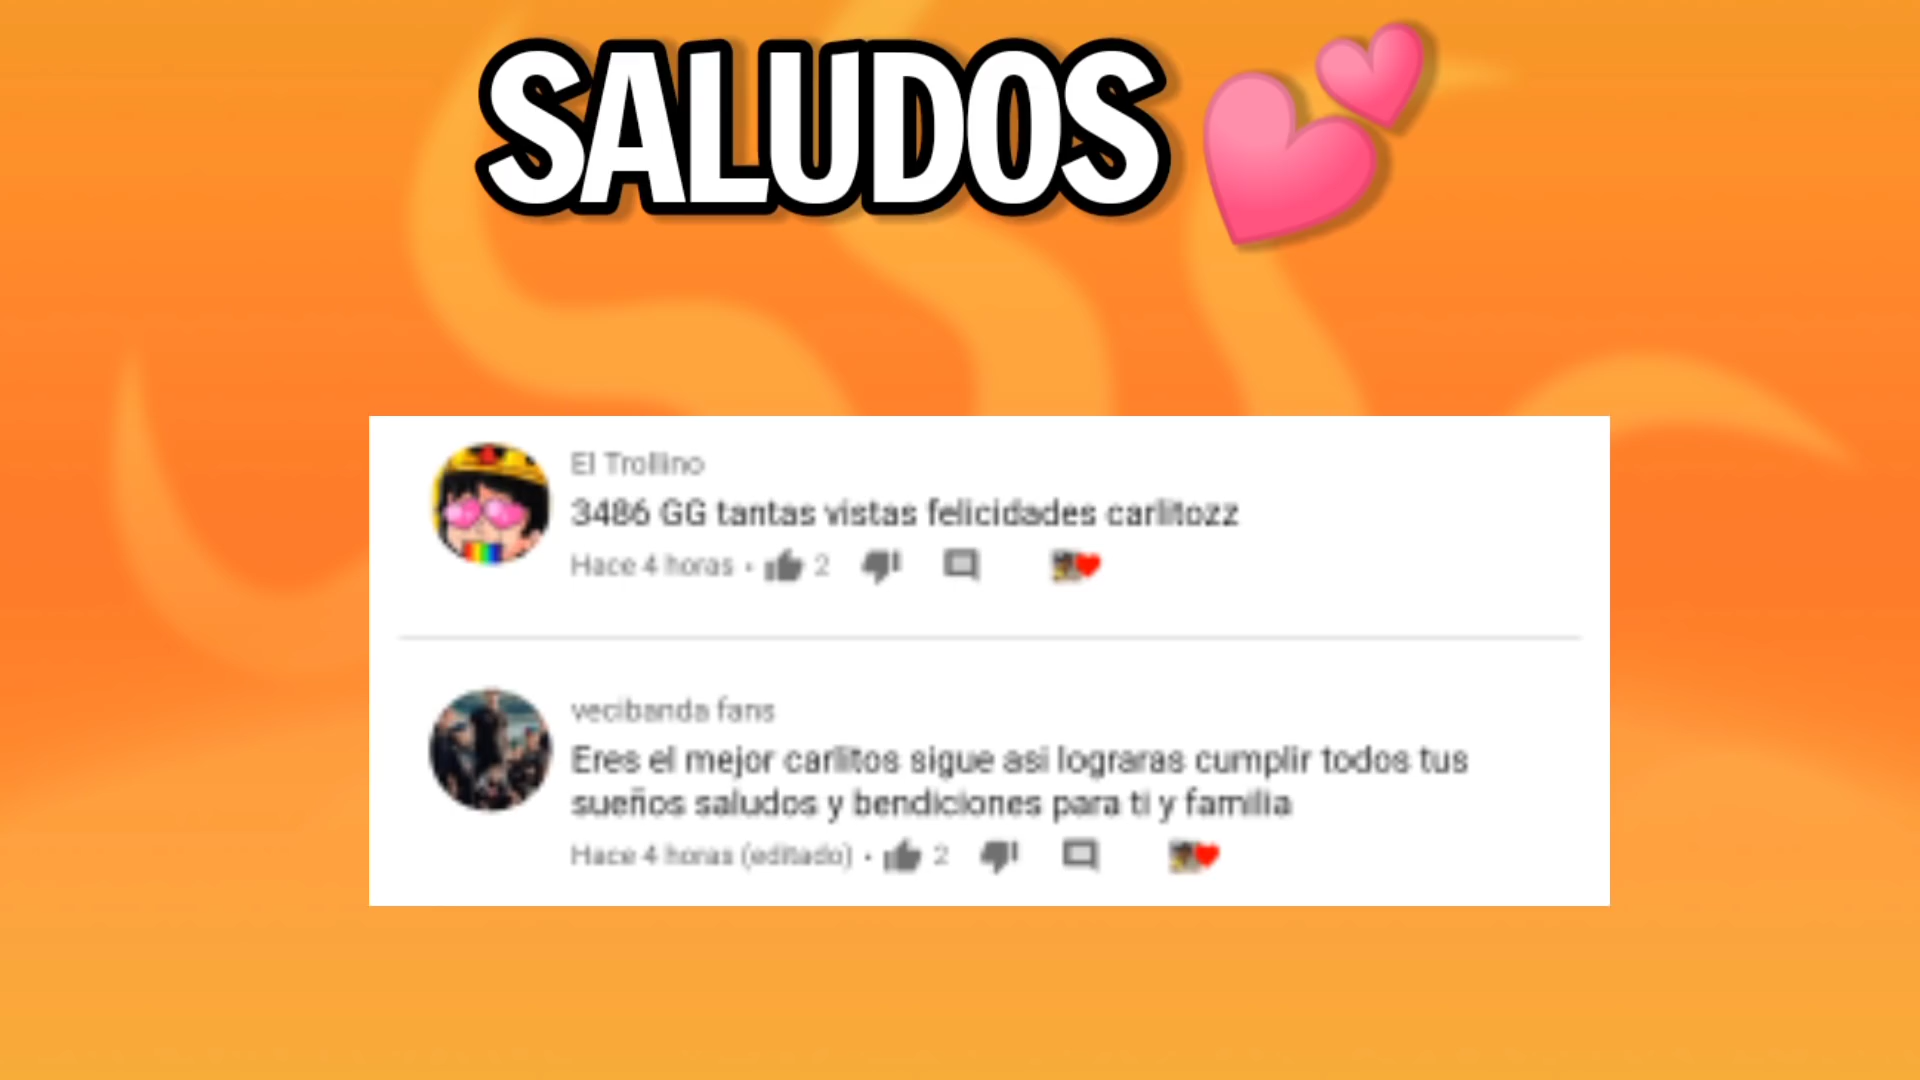 SALUDOS
El Trollino
3486 GG tantas vistas felicidades carlitozz
Hace 4 horas · 2
vecibanda fans
Eres el mejor carlitos sigue asi lograras cumplir todos tus
sueños saludos y bendiciones para ti y familia
Hace 4 horas (editado) · 2